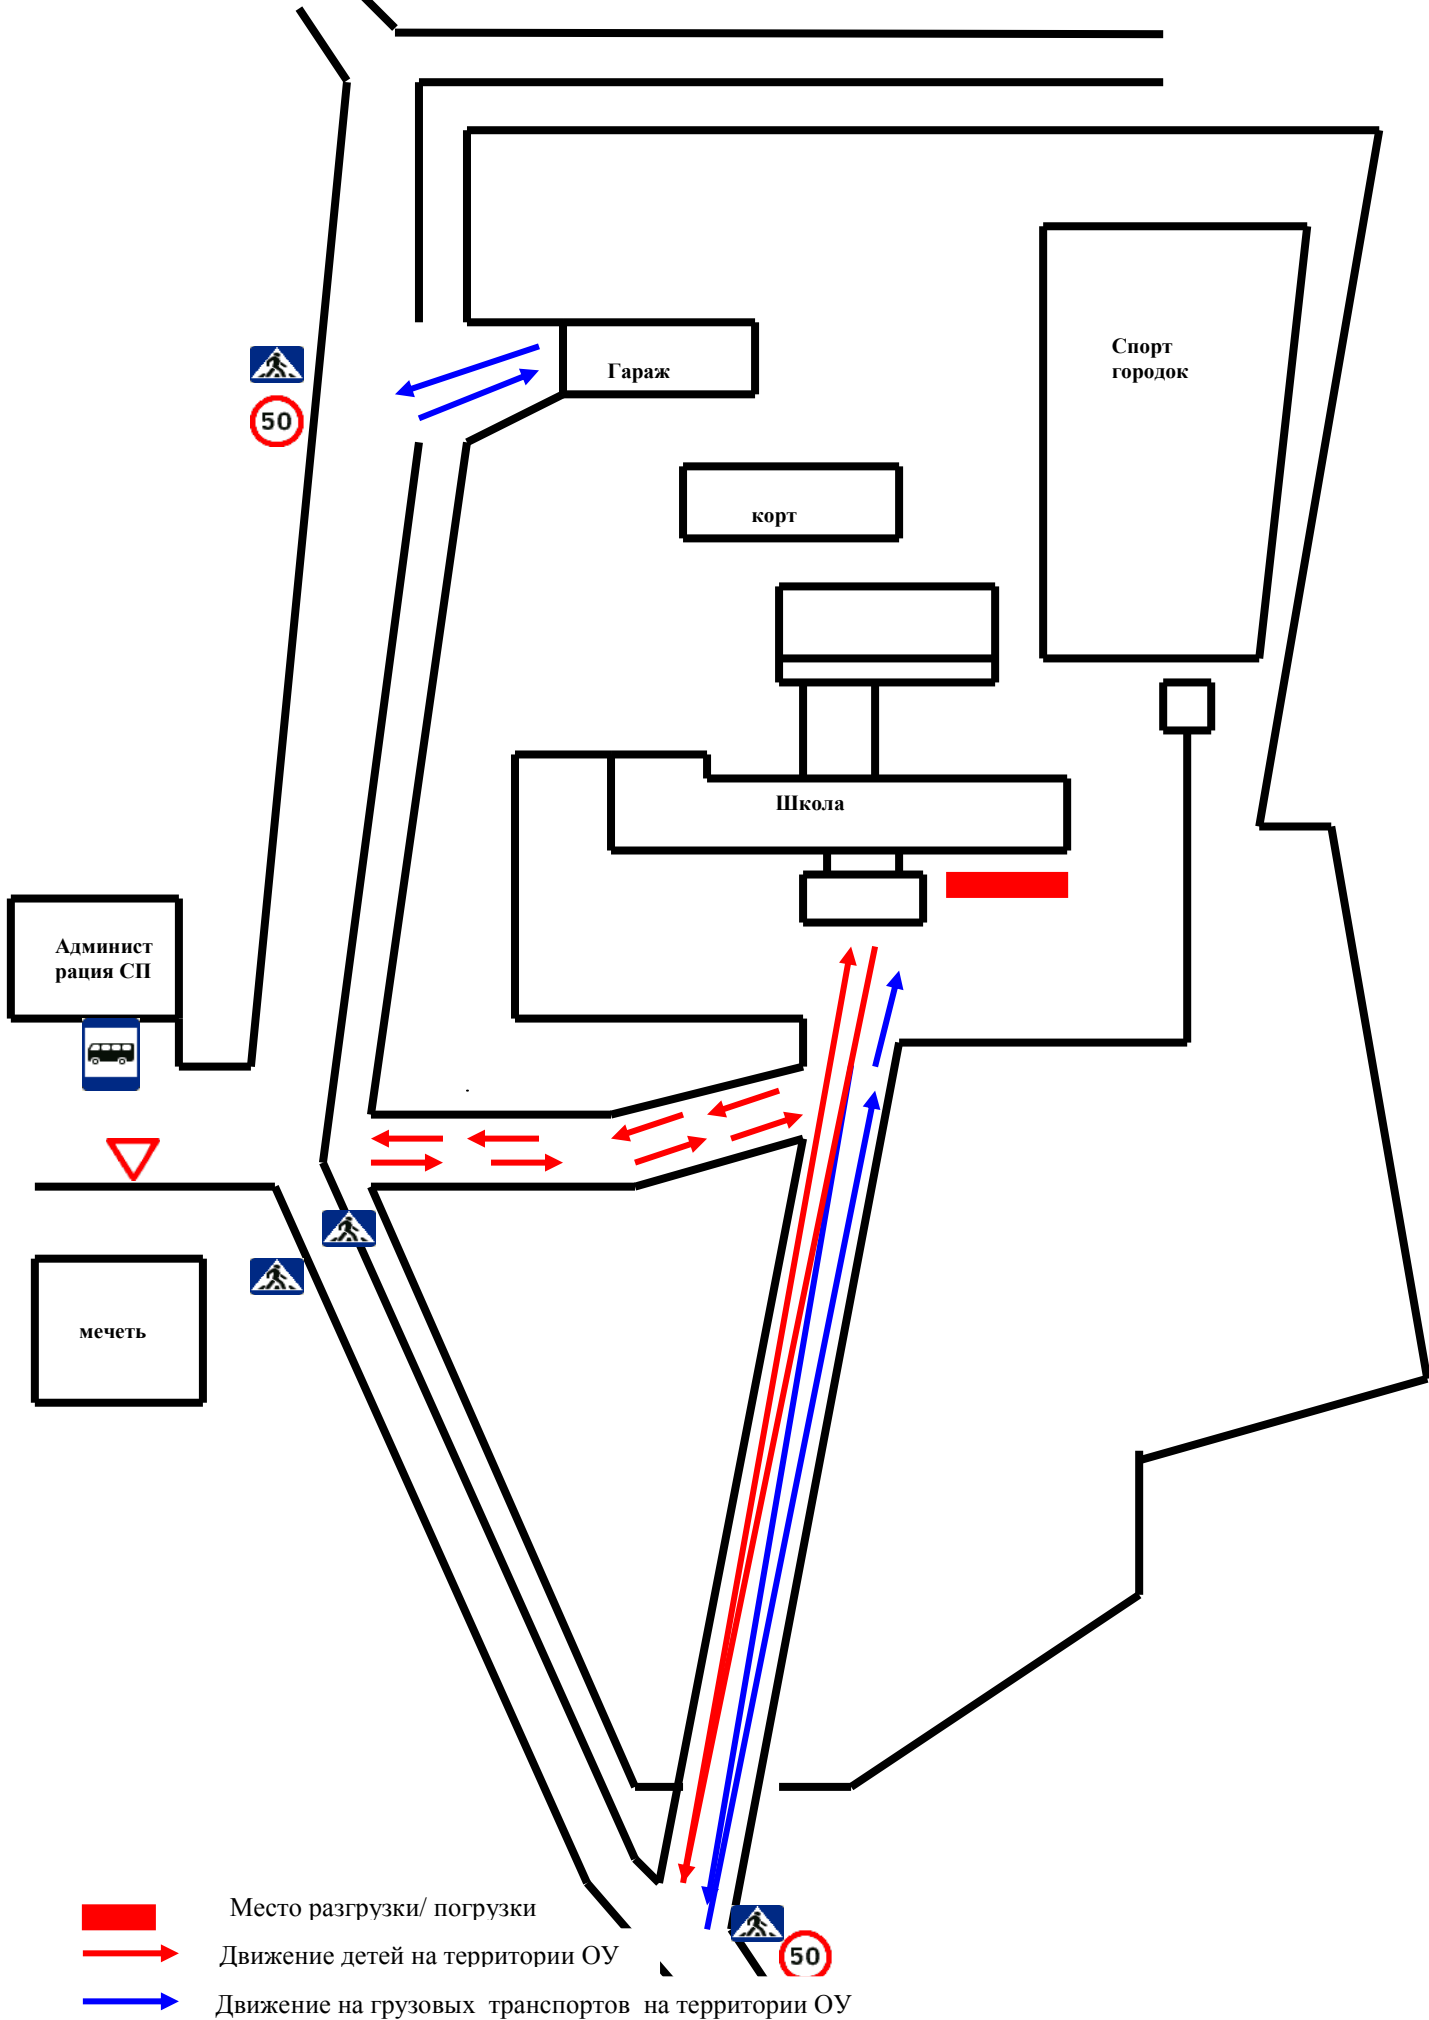 Гараж
Спорт
городок
50
корт
Школа
Админист
рация СП
мечеть
Место разгрузки/ погрузки
Движение детей на территории ОУ
50
Движение на грузовых транспортов на территории ОУ